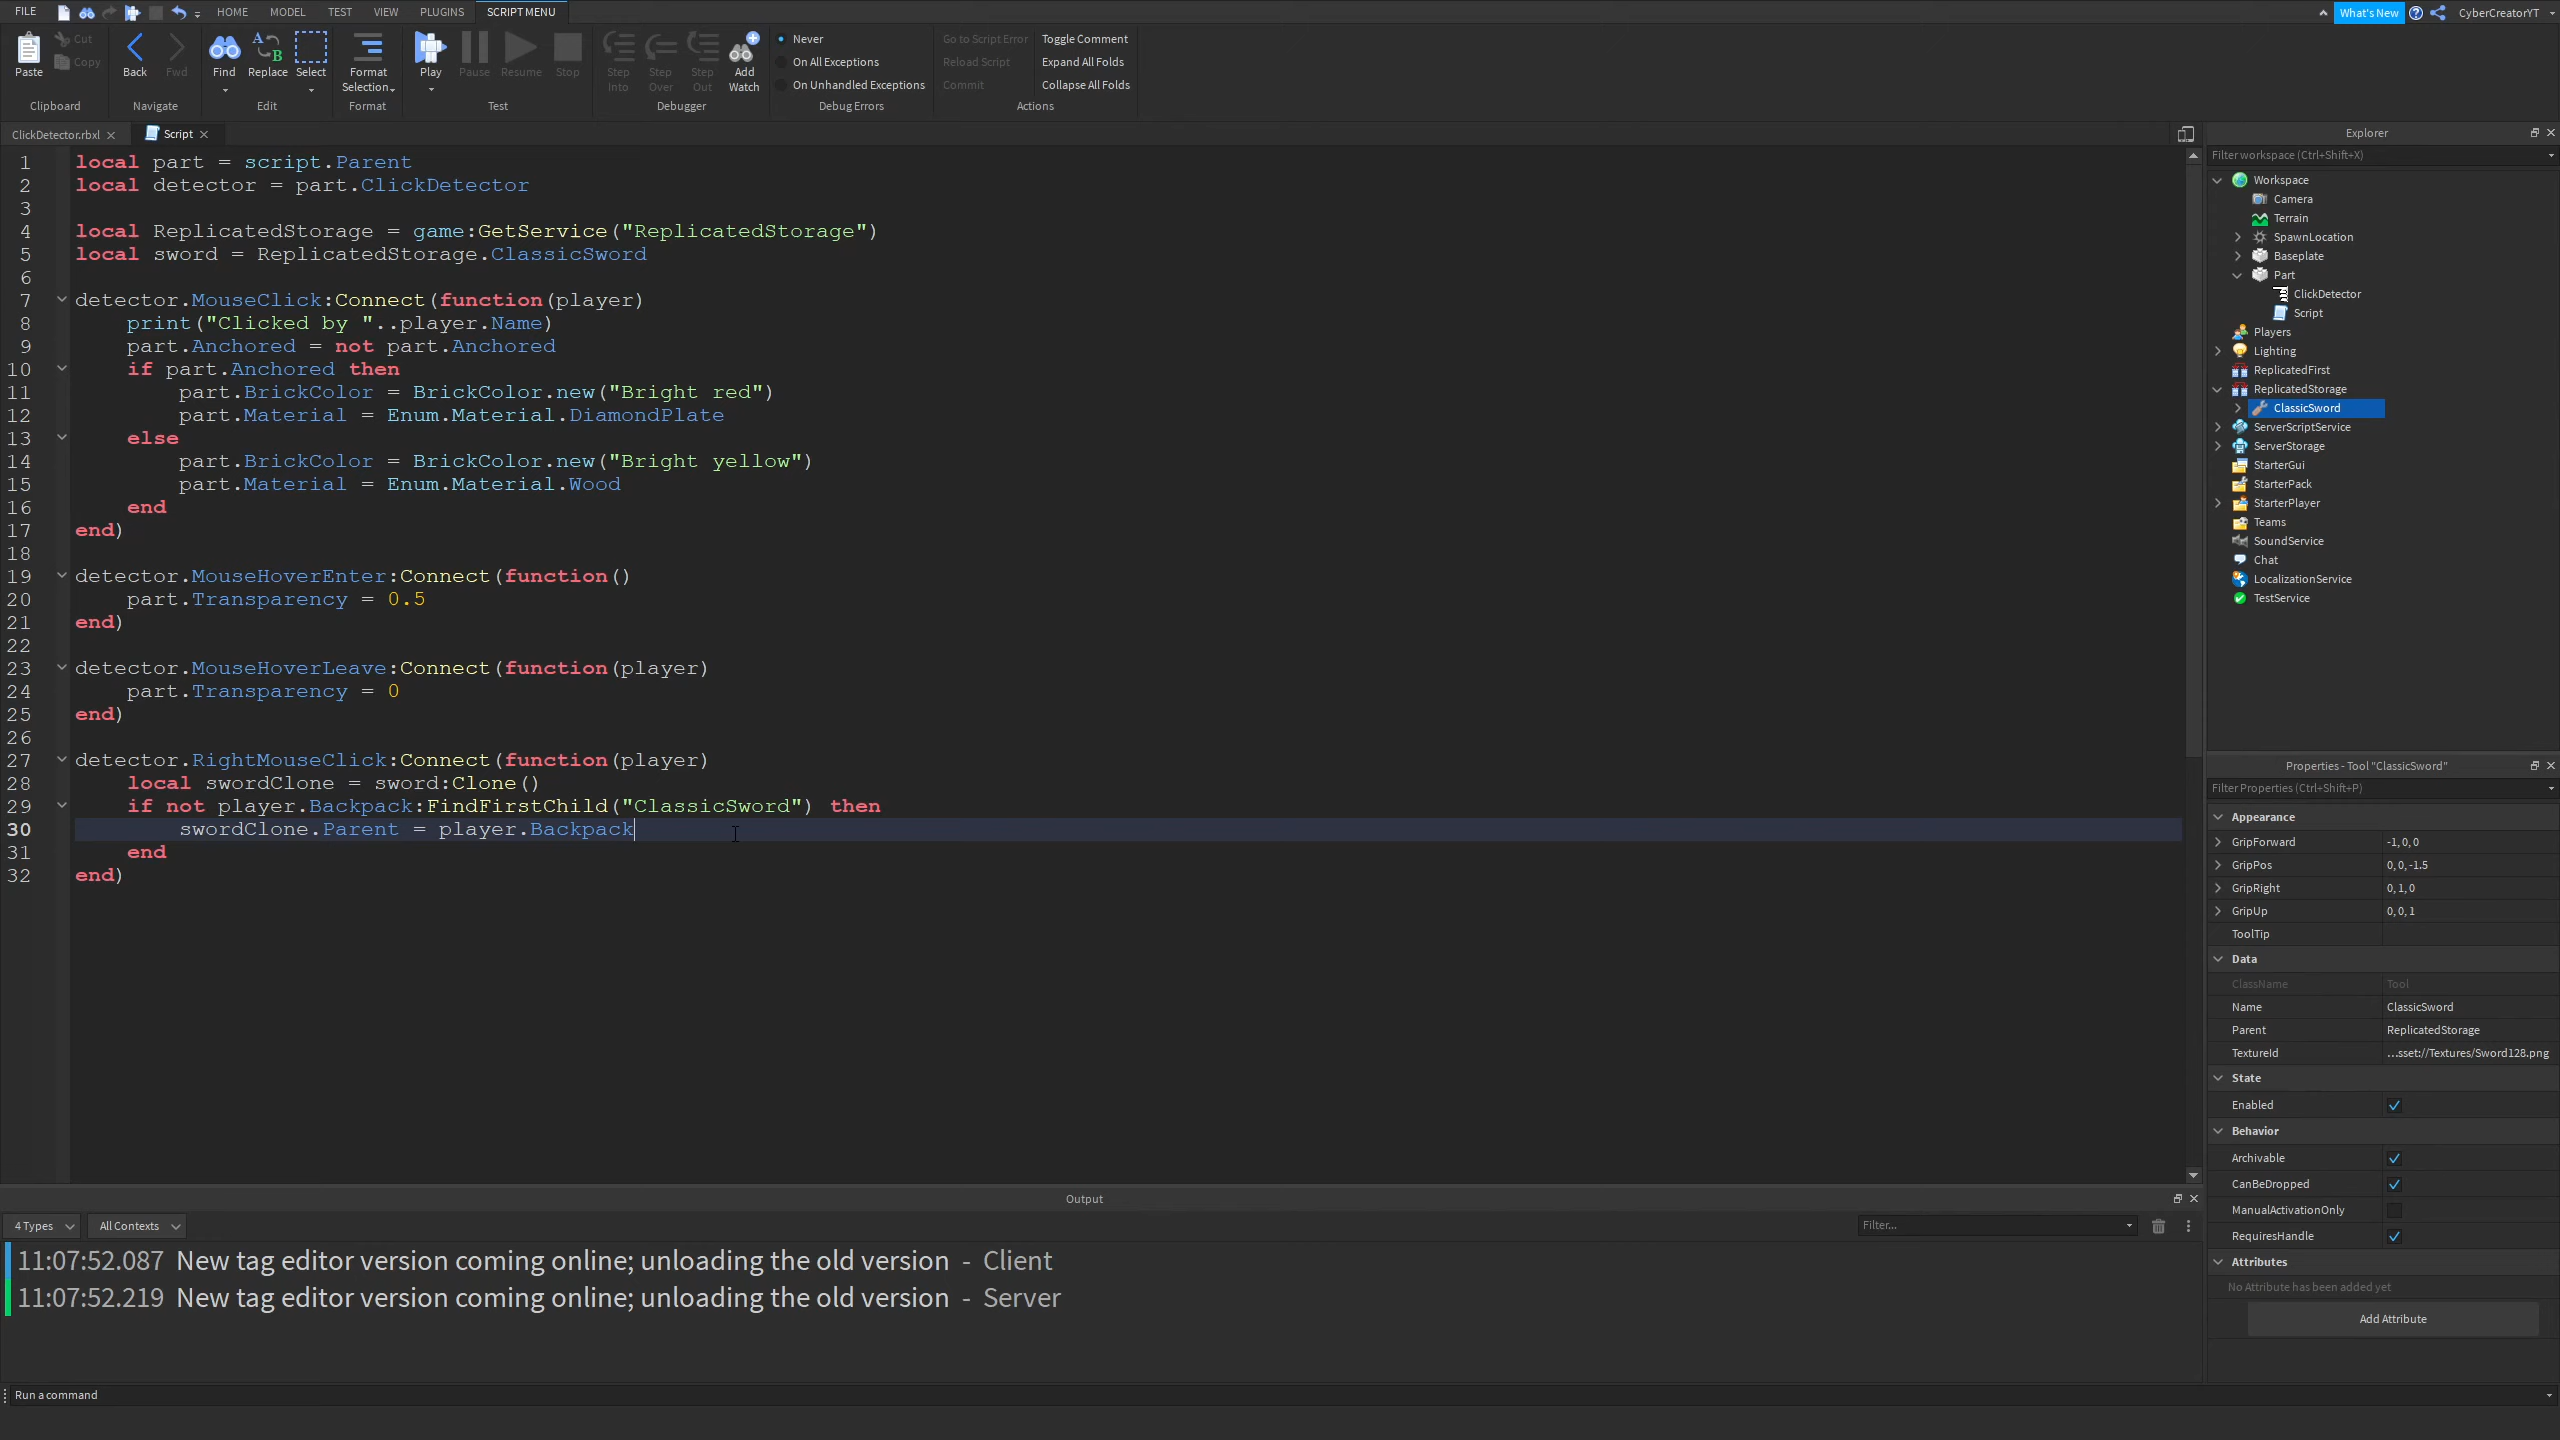 FILE HOME MODEL TEST VIEW PLUGINS SCRIPT MENU What's New CyberCreatorYT
Paste Cut Copy Clipboard
Back Fwd Navigate
Find Replace Select Edit
Format Selection Format
Play Pause Resume Stop Test
Step Into Step Over Step Out Add Watch Debugger
Never
On All Exceptions
On Unhandled Exceptions
Debug Errors
Go to Script Error Toggle Comment
Reload Script Expand All Folds
Commit Collapse All Folds
Actions
ClickDetector.rbxl Script
1 local part = script.Parent
2 local detector = part.ClickDetector
3
4 local ReplicatedStorage = game:GetService("ReplicatedStorage")
5 local sword = ReplicatedStorage.ClassicSword
6
7 detector.MouseClick:Connect(function(player)
8 print("Clicked by "..player.Name)
9 part.Anchored = not part.Anchored
10 if part.Anchored then
11 part.BrickColor = BrickColor.new("Bright red")
12 part.Material = Enum.Material.DiamondPlate
13 else
14 part.BrickColor = BrickColor.new("Bright yellow")
15 part.Material = Enum.Material.Wood
16 end
17 end)
18
19 detector.MouseHoverEnter:Connect(function()
20 part.Transparency = 0.5
21 end)
22
23 detector.MouseHoverLeave:Connect(function(player)
24 part.Transparency = 0
25 end)
26
27 detector.RightMouseClick:Connect(function(player)
28 local swordClone = sword:Clone()
29 if not player.Backpack:FindFirstChild("ClassicSword") then
30 swordClone.Parent = player.Backpack
31 end
32 end)
Explorer
Filter workspace (Ctrl+Shift+X)
Workspace
Camera
Terrain
SpawnLocation
Baseplate
Part
ClickDetector
Script
Players
Lighting
ReplicatedFirst
ReplicatedStorage
ClassicSword
ServerScriptService
ServerStorage
StarterGui
StarterPack
StarterPlayer
Teams
SoundService
Chat
LocalizationService
TestService
Properties - Tool "ClassicSword"
Filter Properties (Ctrl+Shift+P)
Appearance
GripForward -1, 0, 0
GripPos 0, 0, -1.5
GripRight 0, 1, 0
GripUp 0, 0, 1
ToolTip
Data
ClassName Tool
Name ClassicSword
Parent ReplicatedStorage
TextureId ...sset://Textures/Sword128.png
State
Enabled
Behavior
Archivable
CanBeDropped
ManualActivationOnly
RequiresHandle
Attributes
No Attribute has been added yet
Add Attribute
Output
4 Types All Contexts Filter...
11:07:52.087 New tag editor version coming online; unloading the old version - Client
11:07:52.219 New tag editor version coming online; unloading the old version - Server
Run a command